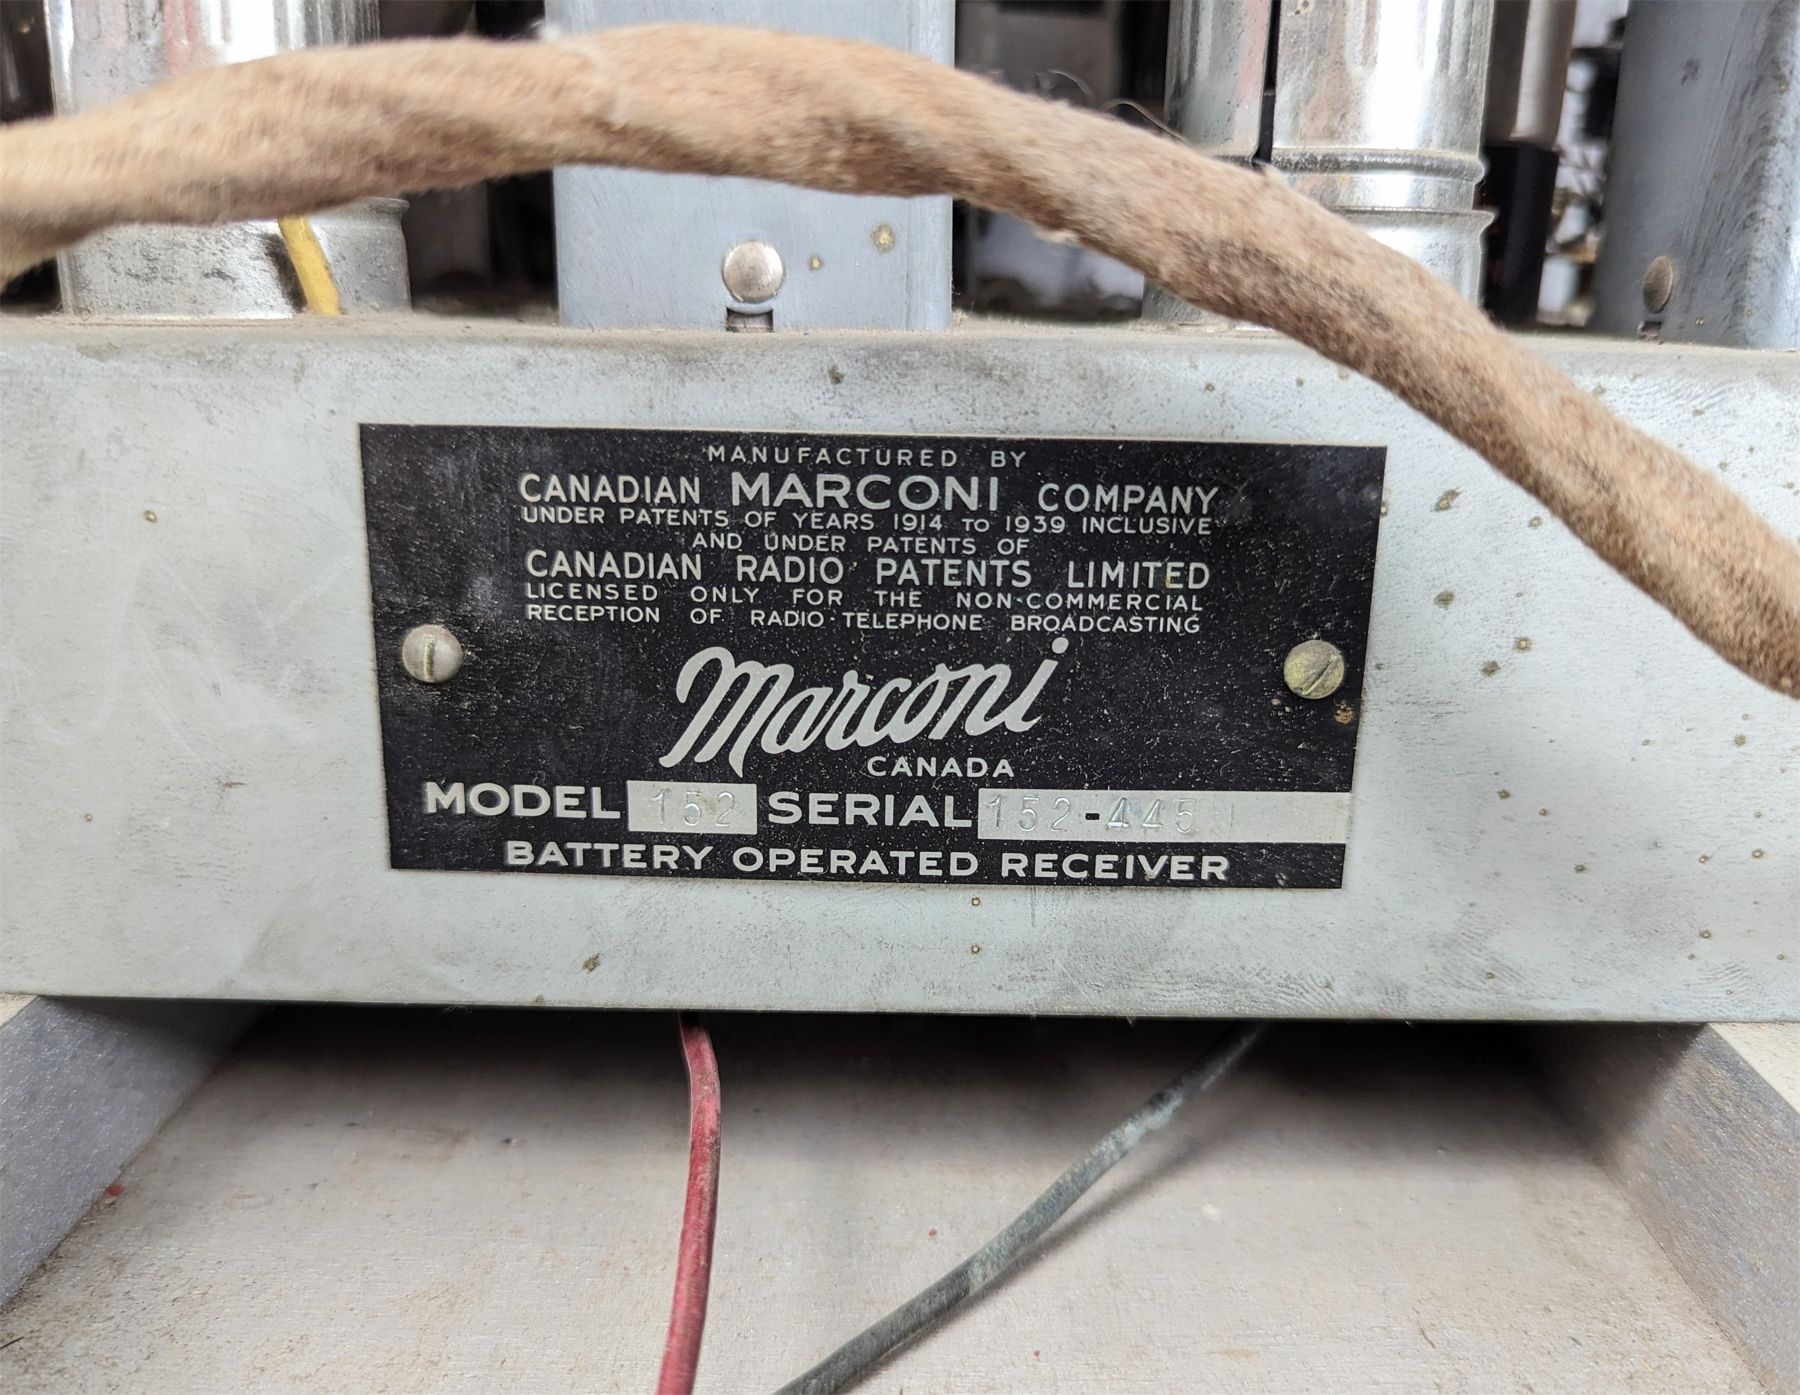 MANUFACTURED BY
CANADIAN MARCONI COMPANY
UNDER PATENTS OF YEARS 1914 TO 1939 INCLUSIVE
AND UNDER PATENTS OF
CANADIAN RADIO PATENTS LIMITED
LICENSED ONLY FOR THE NON-COMMERCIAL
RECEPTION OF RADIO-TELEPHONE BROADCASTING
Marconi
CANADA
MODEL 152 SERIAL
BATTERY OPERATED RECEIVER